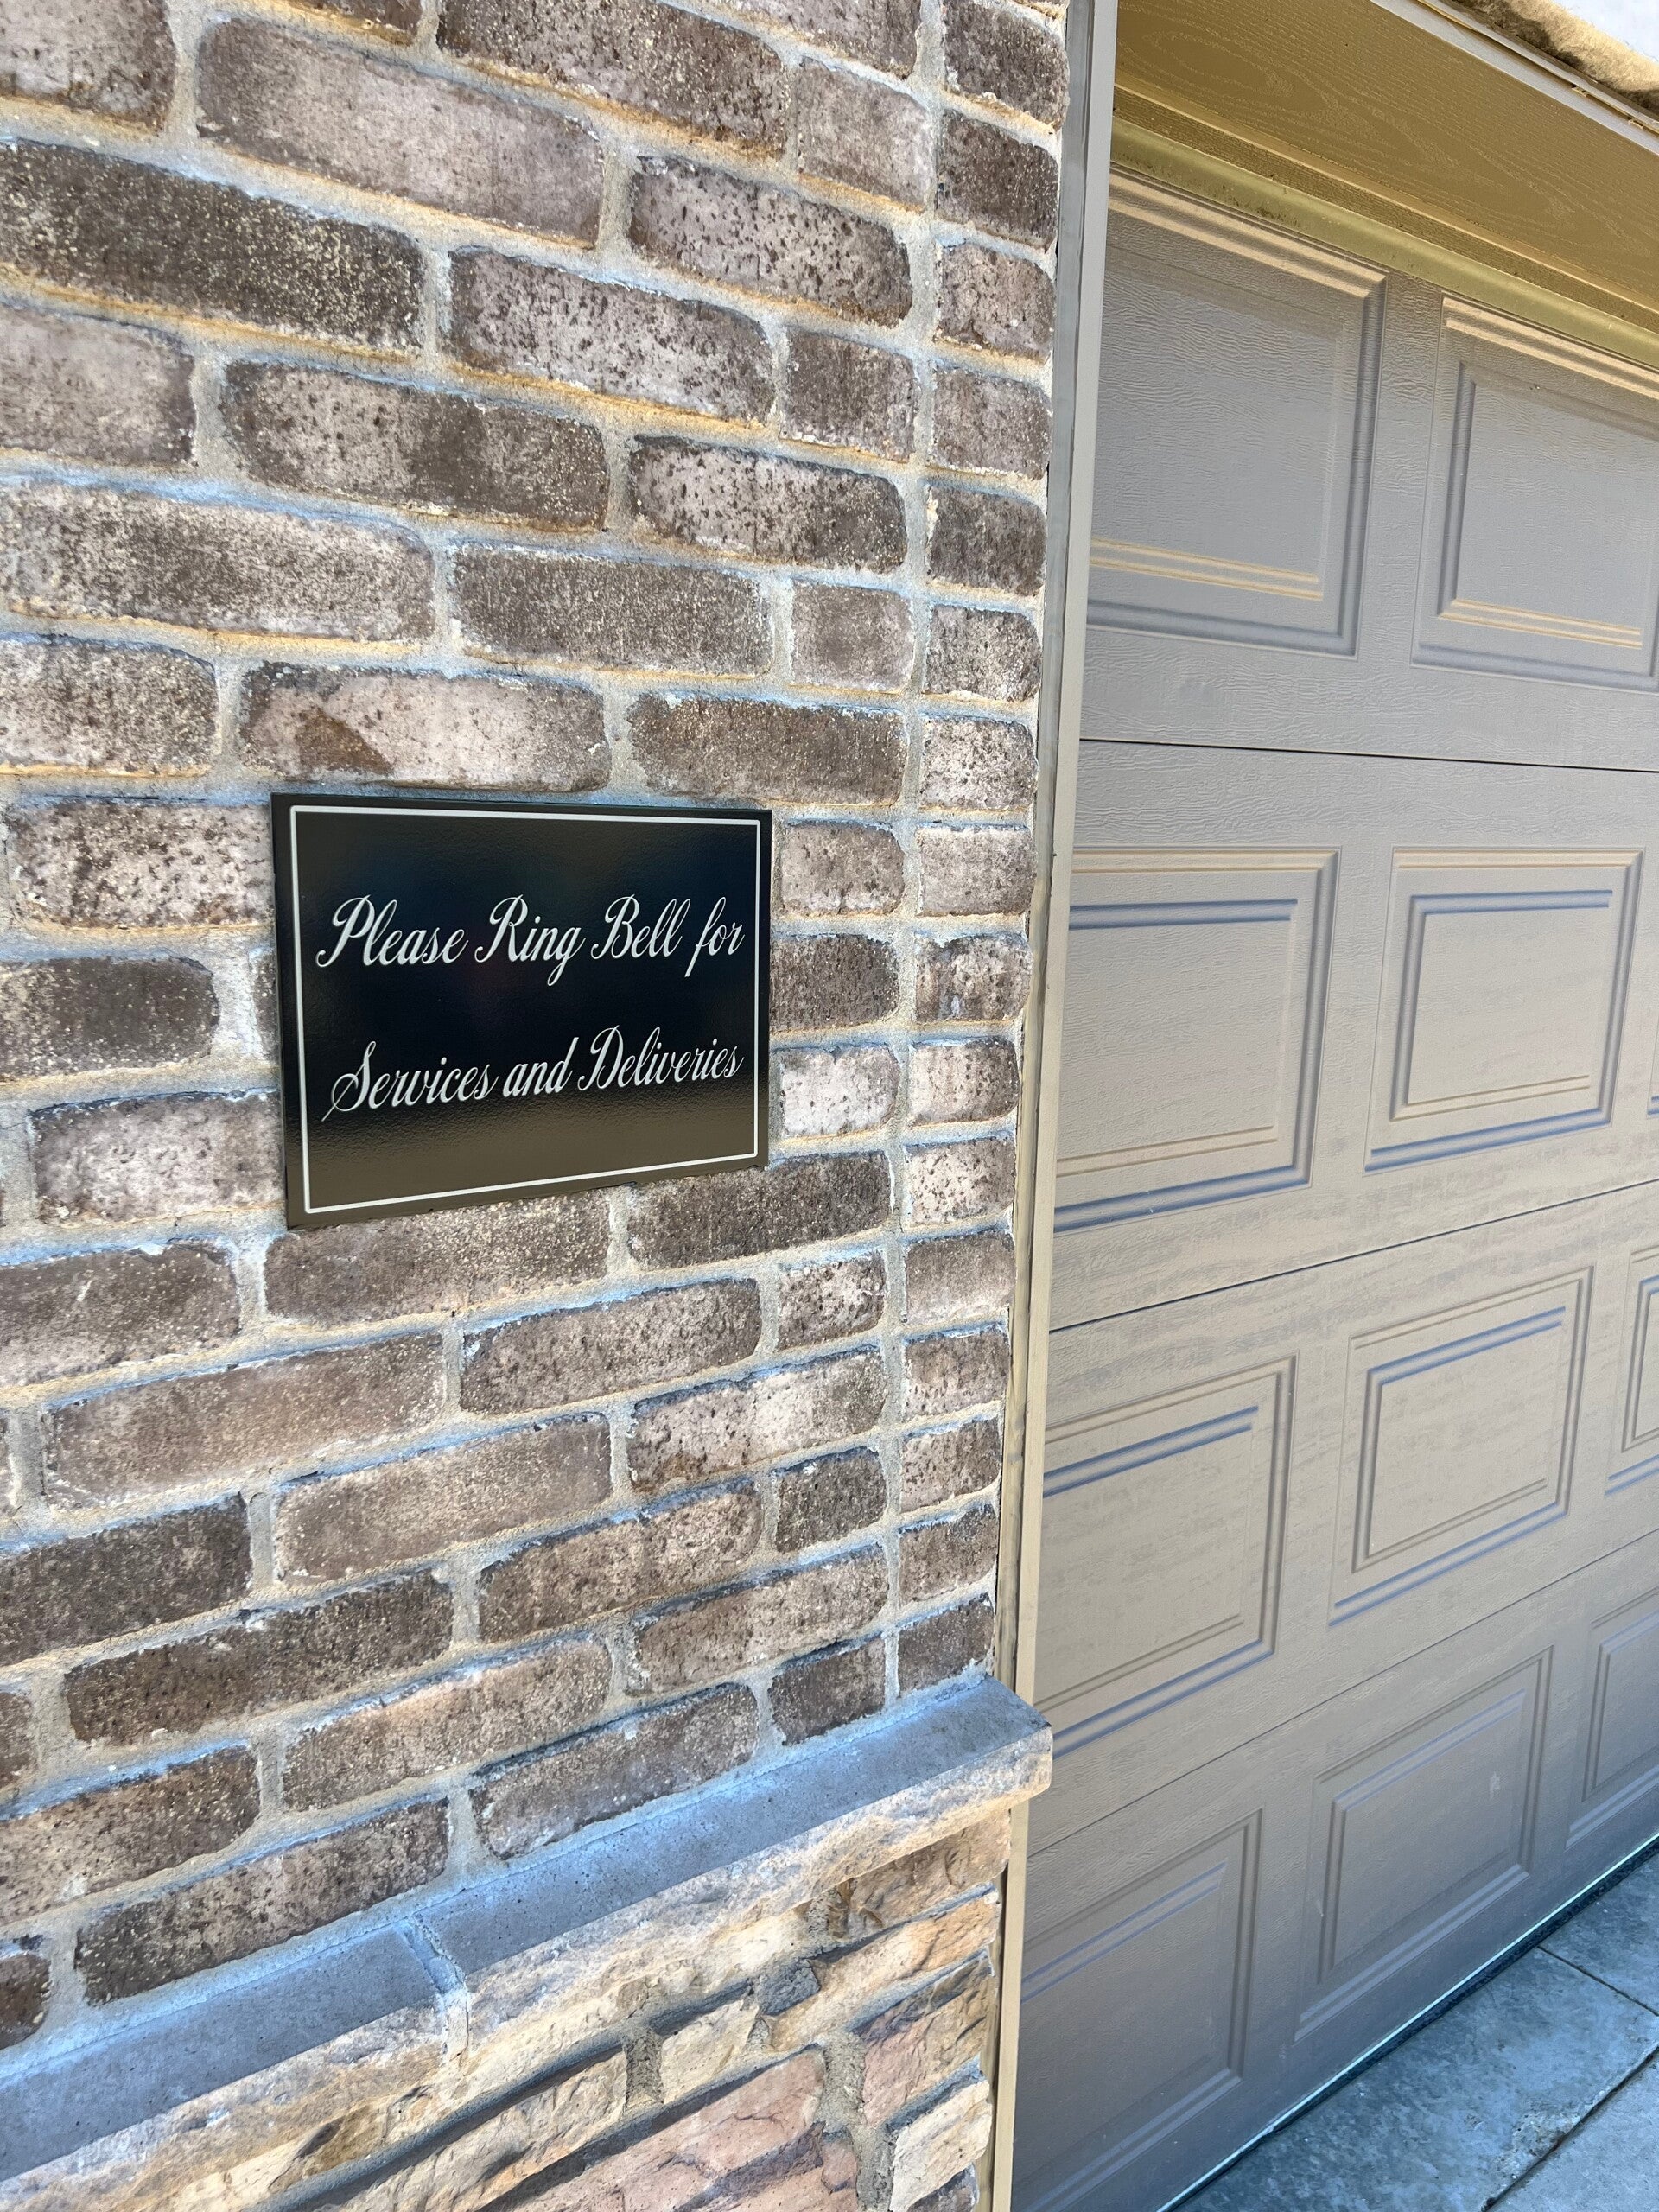 Please Ring Bell for
Services and Deliveries